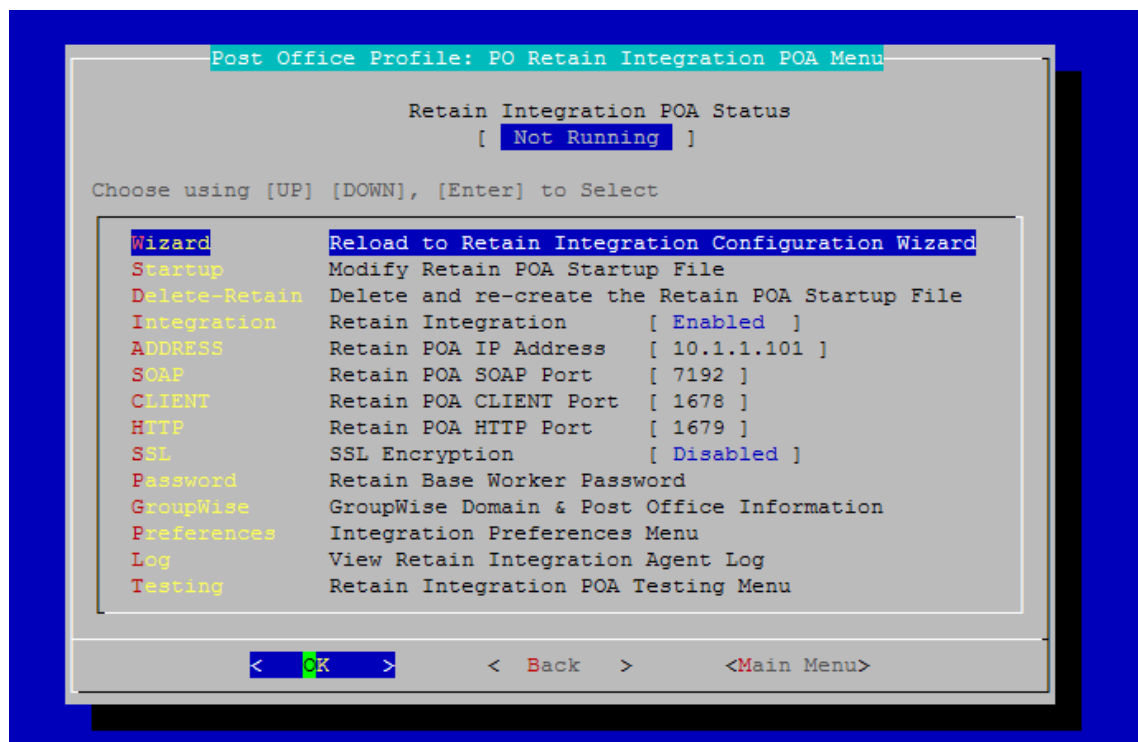 Post Office Profile: PO Retain Integration POA Menu
Retain Integration POA Status
[ Not Running ]
Choose using [UP] [DOWN], [Enter] to Select
Wizard Reload to Retain Integration Configuration Wizard
Startup Modify Retain POA Startup File
Delete-Retain Delete and re-create the Retain POA Startup File
Integration Retain Integration [ Enabled ]
ADDRESS Retain POA IP Address [ 10.1.1.101 ]
SOAP Retain POA SOAP Port [ 7192 ]
CLIENT Retain POA CLIENT Port [ 1678 ]
HTTP Retain POA HTTP Port [ 1679 ]
SSL SSL Encryption [ Disabled ]
Password Retain Base Worker Password
GroupWise GroupWise Domain & Post Office Information
Preferences Integration Preferences Menu
Log View Retain Integration Agent Log
Testing Retain Integration POA Testing Menu
< OK > < Back > <Main Menu>